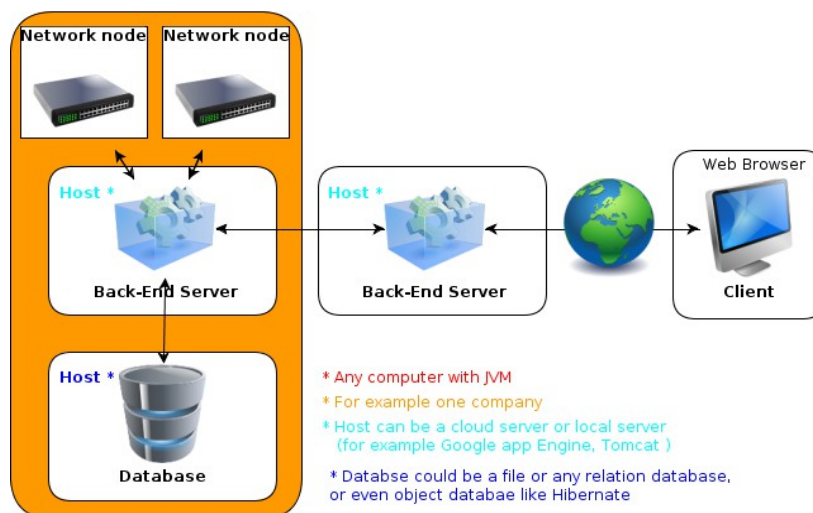 Network node
Network node
Host *
Back-End Server
Host *
Back-End Server
Web Browser
Client
Host *
Database
* Any computer with JVM
* For example one company
* Host can be a cloud server or local server
(for example Google app Engine, Tomcat )
* Databse could be a file or any relation database,
or even object databae like Hibernate